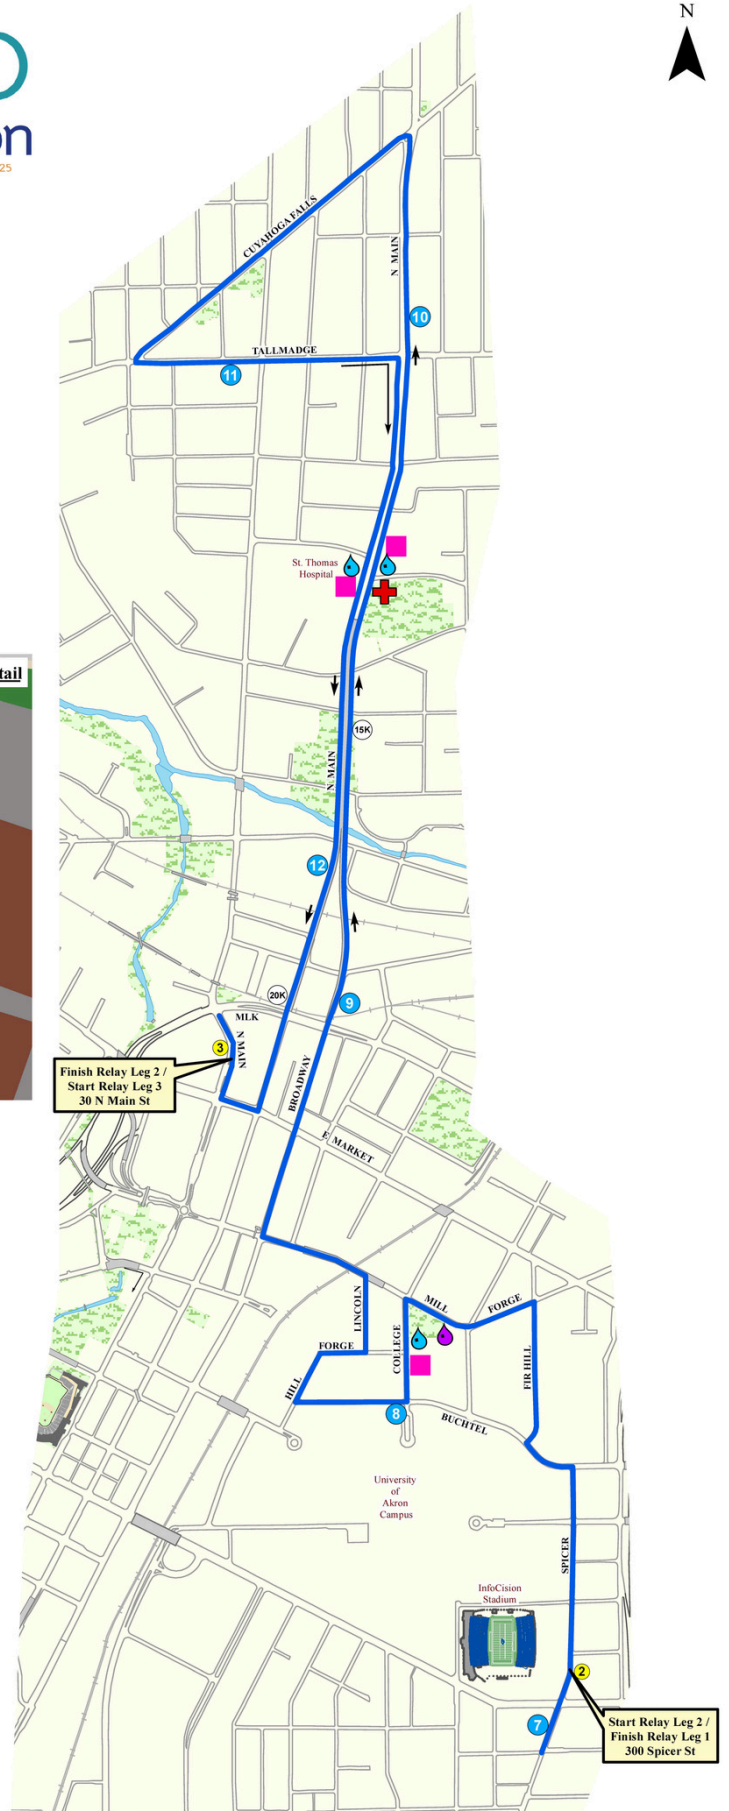 N
on
25
CUYAHOGA FALLS
N MAIN
10
TALLMADGE
11
St. Thomas
Hospital
tail
15K
N. MAIN
12
20K
9
MLK
3
N MAIN
Finish Relay Leg 2 /
Start Relay Leg 3
30 N Main St
BROADWAY
E MARKET
LINCOLN
MILL
FORGE
FORGE
COLLEGE
HILL
FIR HILL
8
BUCHTEL
University
of
Akron
Campus
SPICER
InfoCision
Stadium
2
7
Start Relay Leg 2 /
Finish Relay Leg 1
300 Spicer St